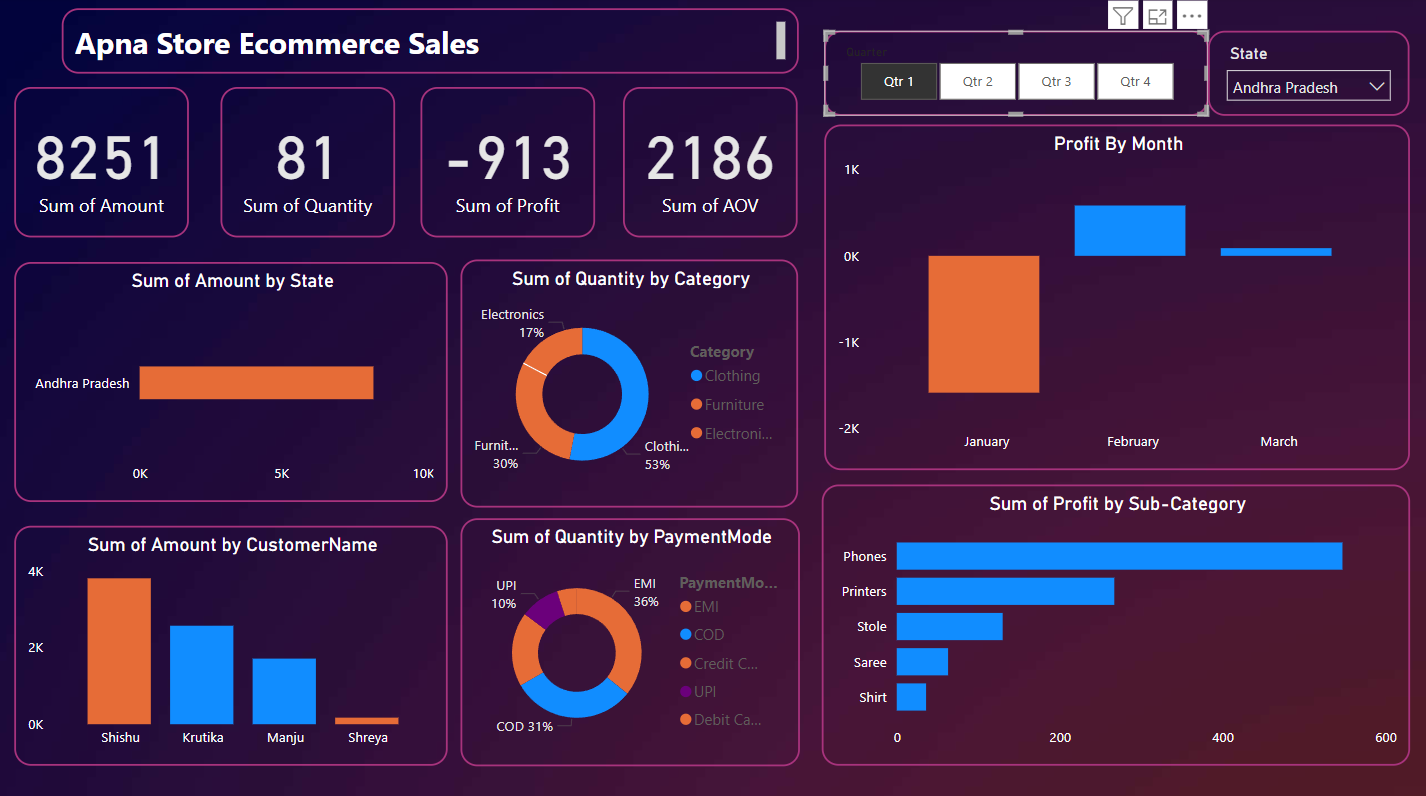 Apna Store Ecommerce Sales
Quarter
Qtr 1
Qtr 2
Qtr 3
Qtr 4
State
Andhra Pradesh
8251
Sum of Amount
81
Sum of Quantity
-913
Sum of Profit
2186
Sum of AOV
Profit By Month
1K
0K
-1K
-2K
January
February
March
Sum of Amount by State
Andhra Pradesh
0K
5K
10K
Sum of Quantity by Category
Electronics
17%
Furnit...
30%
Clothi...
53%
Category
Clothing
Furniture
Electroni...
Sum of Amount by CustomerName
4K
2K
0K
Shishu
Krutika
Manju
Shreya
Sum of Quantity by PaymentMode
UPI
10%
EMI
36%
COD 31%
PaymentMo...
EMI
COD
Credit C...
UPI
Debit Ca...
Sum of Profit by Sub-Category
Phones
Printers
Stole
Saree
Shirt
0
200
400
600